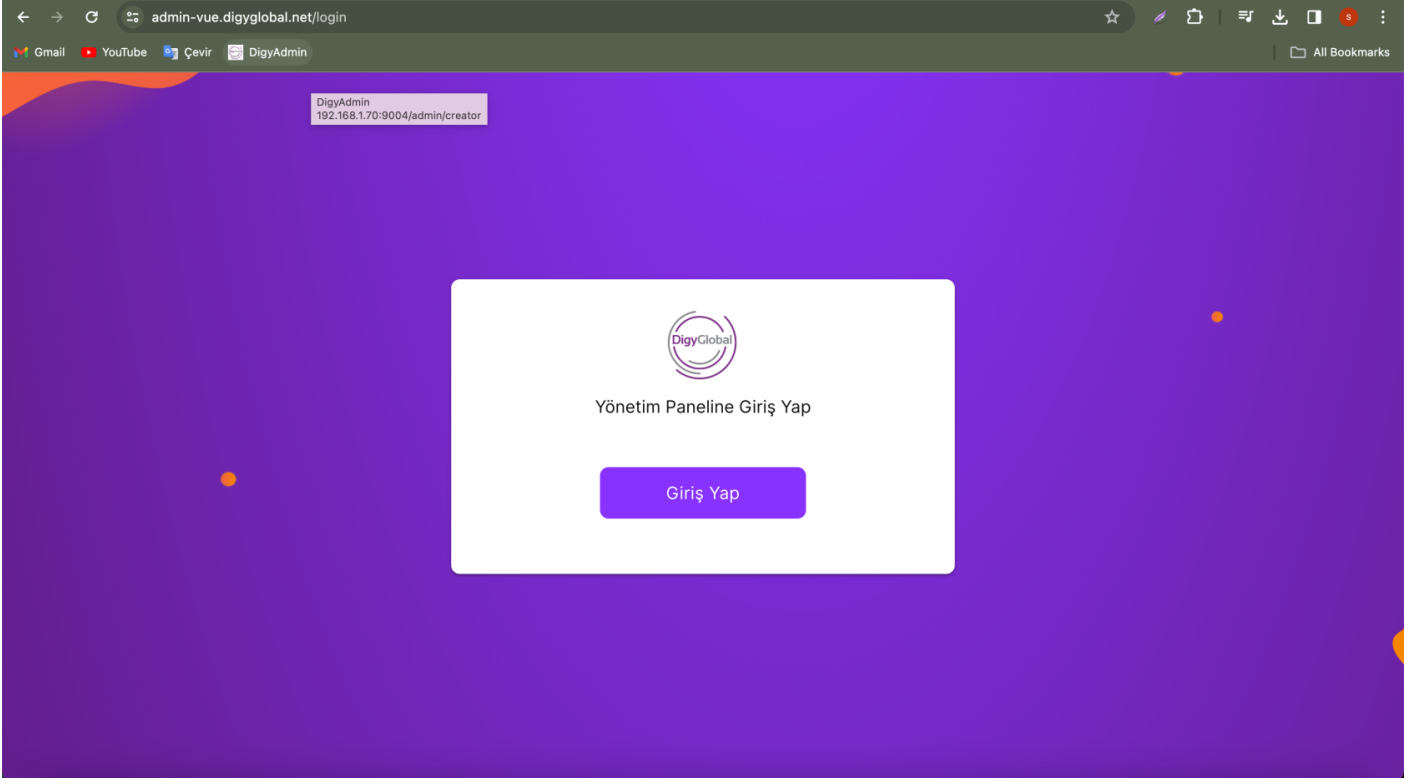 admin-vue.digyglobal.net/login
S
Gmail YouTube Çevir DigyAdmin All Bookmarks
DigyAdmin
192.168.1.70:9004/admin/creator
DigyGlobal
Yönetim Paneline Giriş Yap
Giriş Yap